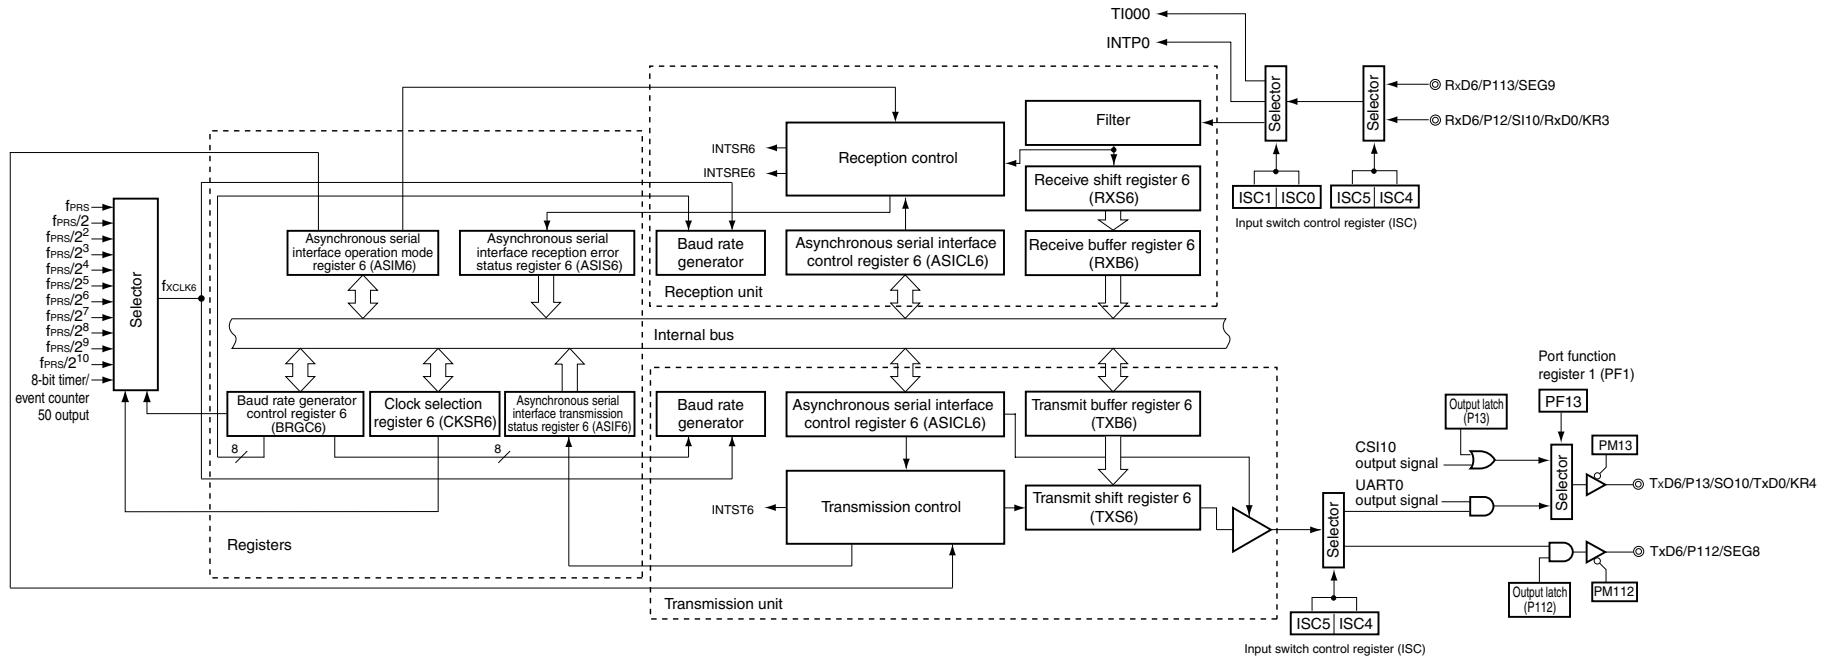 TI000
INTP0
Selector
Selector
RxD6/P113/SEG9
RxD6/P12/SI10/RxD0/KR3
ISC1 ISC0
ISC5 ISC4
Input switch control register (ISC)
Filter
Reception control
INTSR6
INTSRE6
Receive shift register 6
(RXS6)
Asynchronous serial
interface operation mode
register 6 (ASIM6)
Asynchronous serial
interface reception error
status register 6 (ASIS6)
Baud rate
generator
Asynchronous serial interface
control register 6 (ASICL6)
Receive buffer register 6
(RXB6)
Reception unit
fPRS
fPRS/2
fPRS/2²
fPRS/2³
fPRS/2⁴
fPRS/2⁵
fPRS/2⁶
fPRS/2⁷
fPRS/2⁸
fPRS/2⁹
fPRS/2¹⁰
8-bit timer/
event counter
50 output
Selector
fXCLK6
Internal bus
Baud rate generator
control register 6
(BRGC6)
Clock selection
register 6 (CKSR6)
Asynchronous serial
interface transmission
status register 6 (ASIF6)
Baud rate
generator
Asynchronous serial interface
control register 6 (ASICL6)
Transmit buffer register 6
(TXB6)
8
8
Registers
INTST6
Transmission control
Transmit shift register 6
(TXS6)
Transmission unit
Selector
ISC5 ISC4
Input switch control register (ISC)
Port function
register 1 (PF1)
PF13
Output latch
(P13)
CSI10
output signal
UART0
output signal
Selector
PM13
TxD6/P13/SO10/TxD0/KR4
TxD6/P112/SEG8
Output latch
(P112)
PM112